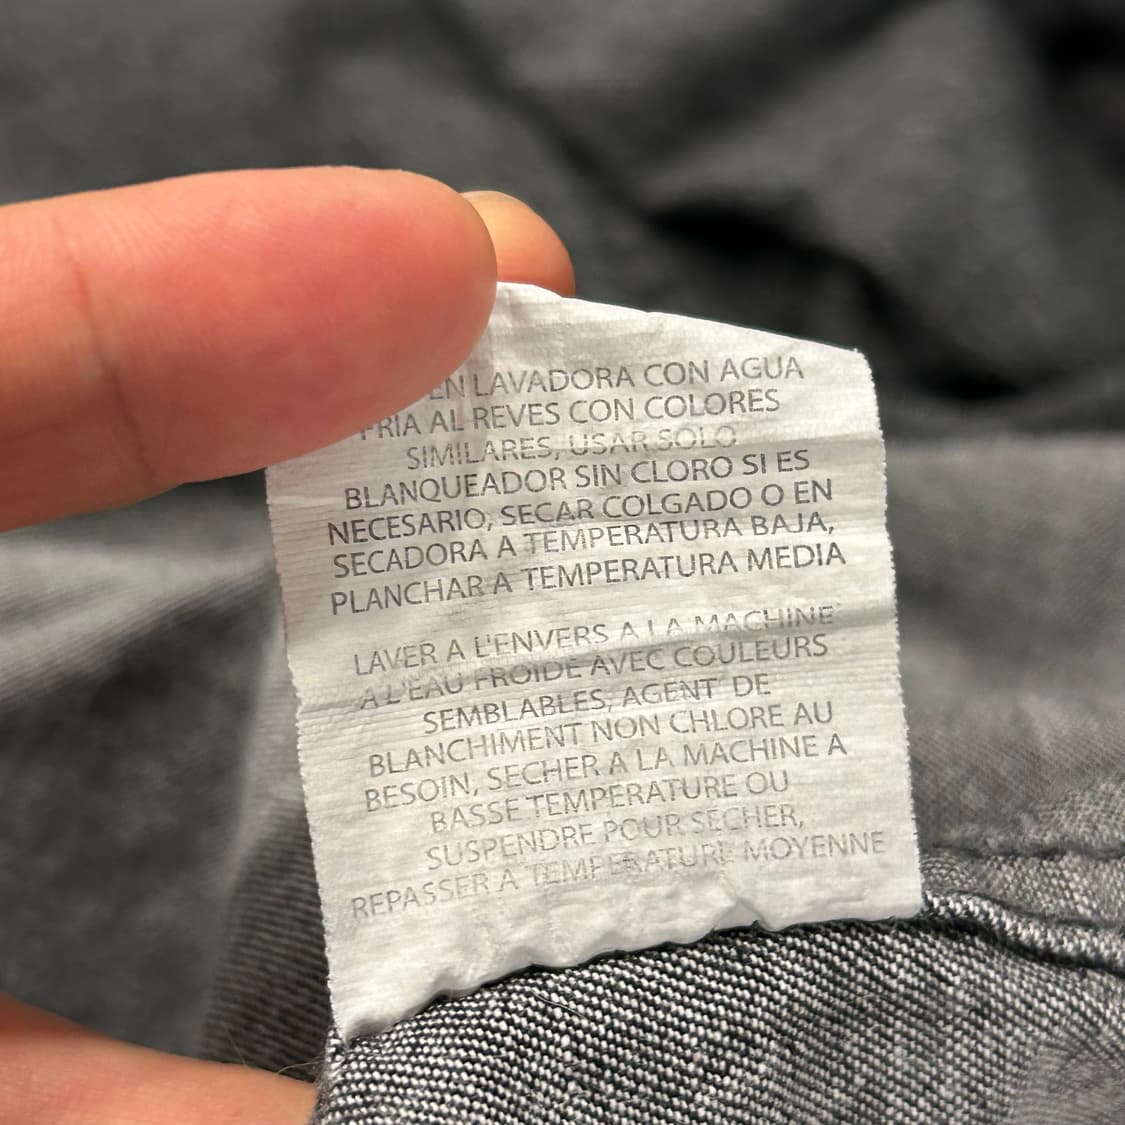 EN LAVADORA CON AGUA
FRIA AL REVES CON COLORES
SIMILARES, USAR SOLO
BLANQUEADOR SIN CLORO SI ES
NECESARIO, SECAR COLGADO O EN
SECADORA A TEMPERATURA BAJA,
PLANCHAR A TEMPERATURA MEDIA
LAVER A L'ENVERS A LA MACHINE
A L'EAU FROIDE AVEC COULEURS
SEMBLABLES, AGENT DE
BLANCHIMENT NON CHLORE AU
BESOIN, SECHER A LA MACHINE A
BASSE TEMPERATURE OU
SUSPENDRE POUR SECHER,
REPASSER A TEMPERATURE MOYENNE